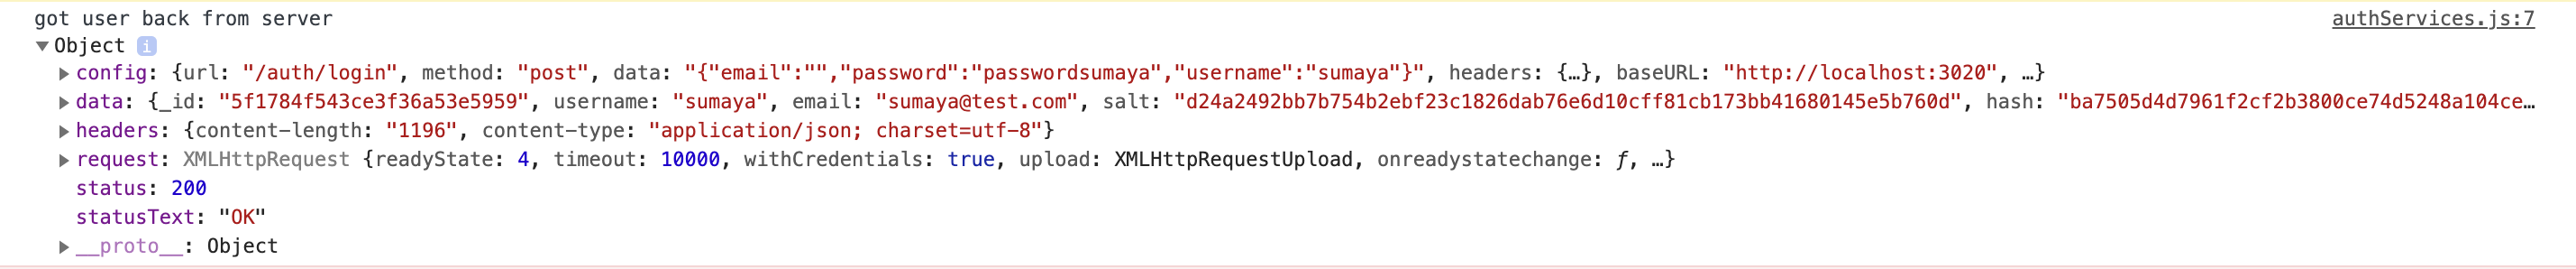 got user back from server authServices.js:7
▼Object i
▶config: {url: "/auth/login", method: "post", data: "{"email":"","password":"passwordsumaya","username":"sumaya"}", headers: {…}, baseURL: "http://localhost:3020", …}
▶data: {_id: "5f1784f543ce3f36a53e5959", username: "sumaya", email: "sumaya@test.com", salt: "d24a2492bb7b754b2ebf23c1826dab76e6d10cff81cb173bb41680145e5b760d", hash: "ba7505d4d7961f2cf2b3800ce74d5248a104ce…
▶headers: {content-length: "1196", content-type: "application/json; charset=utf-8"}
▶request: XMLHttpRequest {readyState: 4, timeout: 10000, withCredentials: true, upload: XMLHttpRequestUpload, onreadystatechange: ƒ, …}
status: 200
statusText: "OK"
▶__proto__: Object